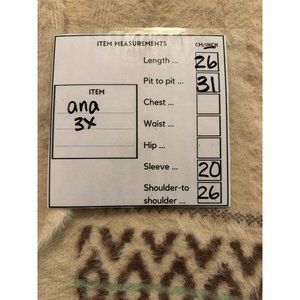 ITEM MEASUREMENTS CM/INCH
Length ... 26
Pit to pit ... 31
ITEM
ana
3X
Chest ...
Waist ...
Hip ...
Sleeve ... 20
Shoulder-to
shoulder ... 26